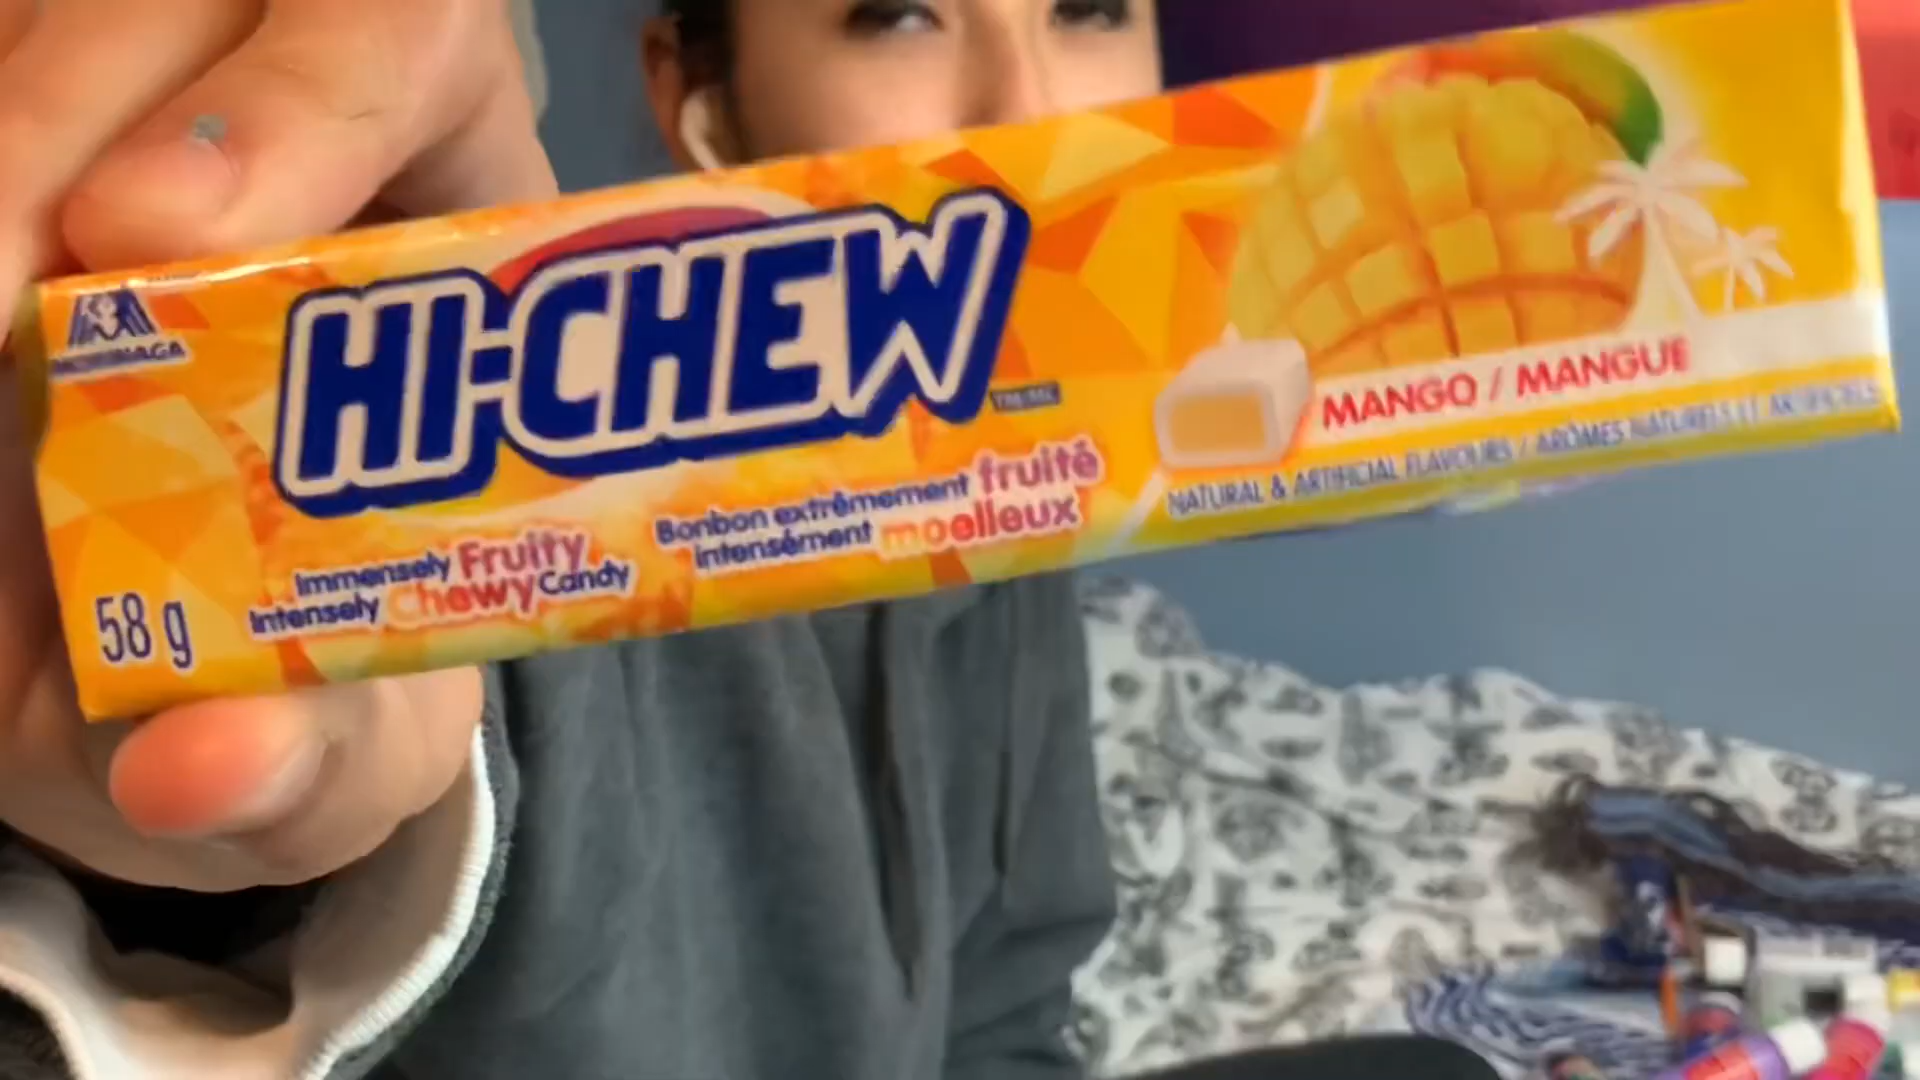 MORINAGA
HI-CHEW
58 g
Immensely Fruity
Intensely Chewy Candy
Bonbon extrêmement fruité
intensément moelleux
MANGO / MANGUE
NATURAL & ARTIFICIAL FLAVOURS / ARÔMES NATURELS ET ARTIFICIELS